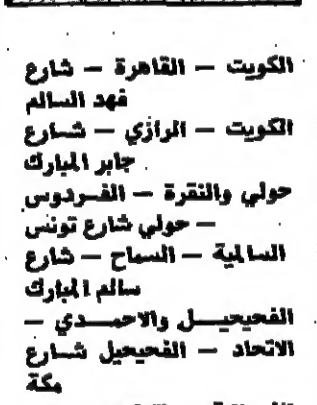 الكويت — القاهرة — شارع
فهد السالم
الكويت — الرازي — شارع
جابر المبارك
حولي والنقرة — الفردوس
— حولي شارع تونس
السالمية — السماح — شارع
سالم المبارك
الفحيحيل والاحمدي —
الاتحاد — الفحيحيل شارع
مكة